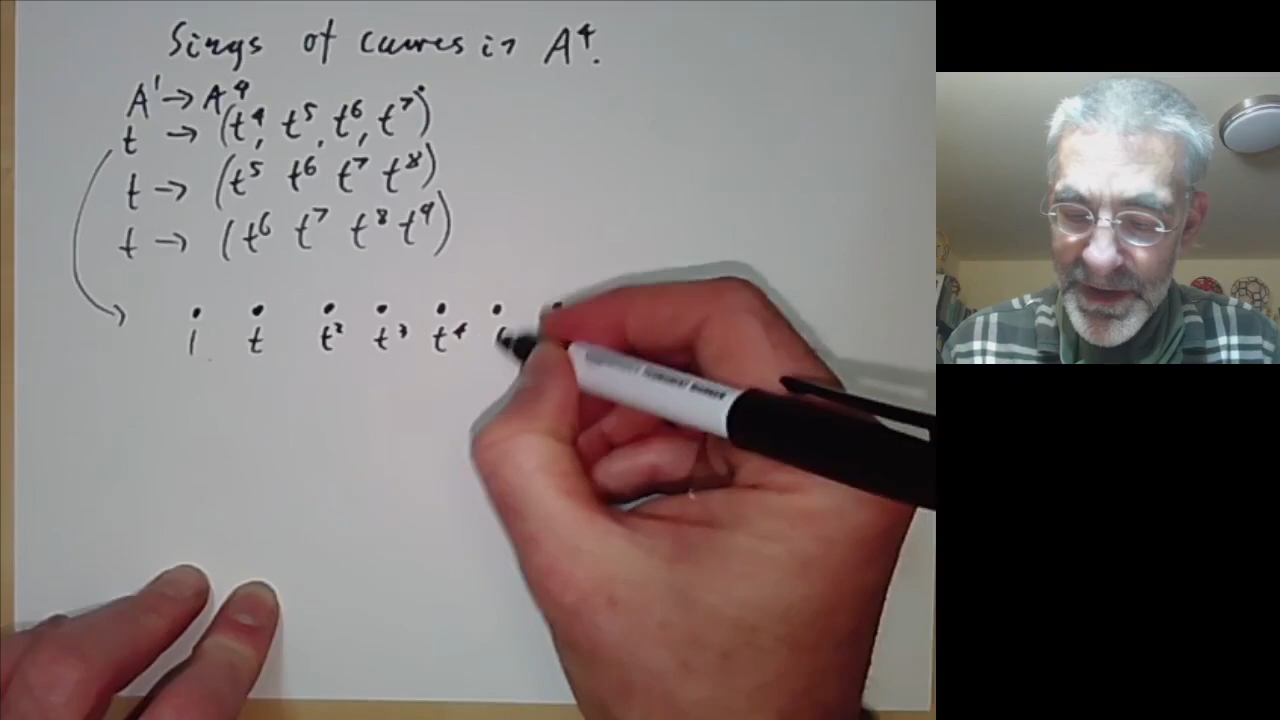 Sings of curves in A⁴.
A¹ → A⁴
t → (t⁴, t⁵, t⁶, t⁷)
t → (t⁵ t⁶ t⁷ t⁸)
t → (t⁶ t⁷ t⁸ t⁹)
1 t t² t³ t⁴